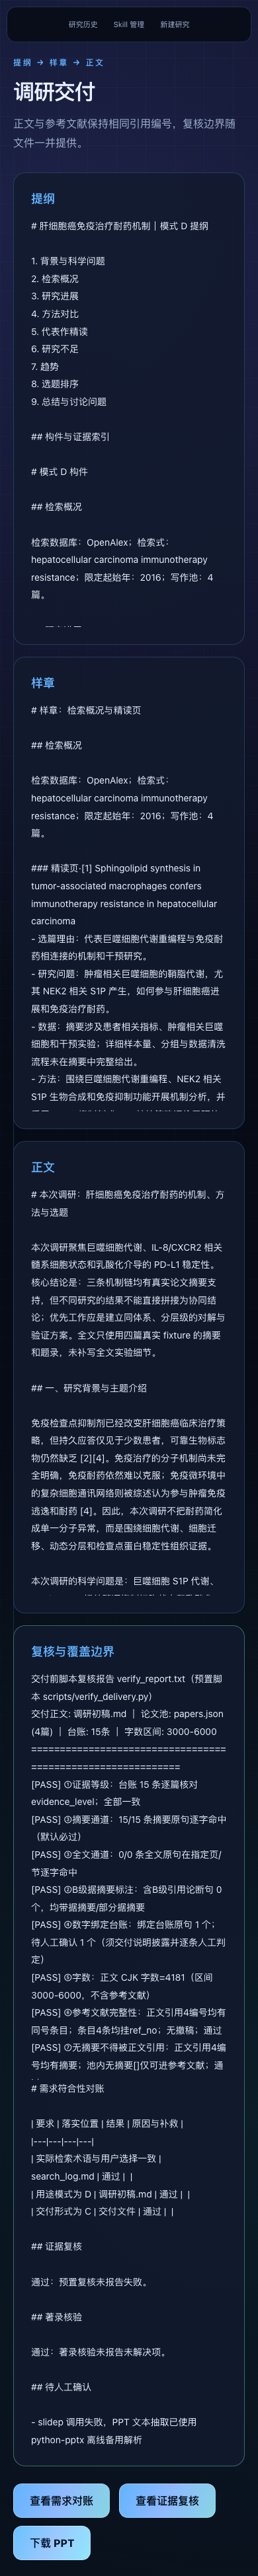 研究历史 Skill 管理 新建研究
提纲 → 样章 → 正文
调研交付
正文与参考文献保持相同引用编号，复核边界随
文件一并提供。
提纲
# 肝细胞癌免疫治疗耐药机制｜模式 D 提纲
1. 背景与科学问题
2. 检索概况
3. 研究进展
4. 方法对比
5. 代表作精读
6. 研究不足
7. 趋势
8. 选题排序
9. 总结与讨论问题
## 构件与证据索引
# 模式 D 构件
## 检索概况
检索数据库：OpenAlex；检索式：
hepatocellular carcinoma immunotherapy
resistance；限定起始年：2016；写作池：4
篇。
样章
# 样章：检索概况与精读页
## 检索概况
检索数据库：OpenAlex；检索式：
hepatocellular carcinoma immunotherapy
resistance；限定起始年：2016；写作池：4
篇。
### 精读页·[1] Sphingolipid synthesis in
tumor-associated macrophages confers
immunotherapy resistance in hepatocellular
carcinoma
- 选篇理由：代表巨噬细胞代谢重编程与免疫耐
药相连接的机制和干预研究。
- 研究问题：肿瘤相关巨噬细胞的鞘脂代谢，尤
其 NEK2 相关 S1P 产生，如何参与肝细胞癌进
展和免疫治疗耐药。
- 数据：摘要涉及患者相关指标、肿瘤相关巨噬
细胞和干预实验；详细样本量、分组与数据清洗
流程未在摘要中完整给出。
- 方法：围绕巨噬细胞代谢重编程、NEK2 相关
S1P 生物合成和免疫抑制功能开展机制分析，并
正文
# 本次调研：肝细胞癌免疫治疗耐药的机制、方
法与选题
本次调研聚焦巨噬细胞代谢、IL-8/CXCR2 相关
髓系细胞状态和乳酸化介导的 PD-L1 稳定性。
核心结论是：三条机制链均有真实论文摘要支
持，但不同研究的结果不能直接拼接为协同结
论；优先工作应是建立同体系、分层级的对解与
验证方案。全文只使用四篇真实 fixture 的摘要
和题录，未补写全文实验细节。
## 一、研究背景与主题介绍
免疫检查点抑制剂已经改变肝细胞癌临床治疗策
略，但持久应答仅见于少数患者，可靠生物标志
物仍然缺乏 [2][4]。免疫治疗的分子机制尚未完
全明确，免疫耐药依然难以克服；免疫微环境中
的复杂细胞通讯网络则被综述认为参与肿瘤免疫
逃逸和耐药 [4]。因此，本次调研不把耐药简化
成单一分子异常，而是围绕细胞代谢、细胞迁
移、动态分层和检查点蛋白稳定性组织证据。
本次调研的科学问题是：巨噬细胞 S1P 代谢、
复核与覆盖边界
交付前脚本复核报告 verify_report.txt（预置脚
本 scripts/verify_delivery.py）
交付正文: 调研初稿.md ｜ 论文池: papers.json
(4篇) ｜ 台账: 15条 ｜ 字数区间: 3000-6000
==================================
===========================
[PASS] ①证据等级：台账 15 条逐篇核对
evidence_level；全部一致
[PASS] ②摘要通道：15/15 条摘要原句逐字命中
（默认必过）
[PASS] ③全文通道：0/0 条全文原句在指定页/
节逐字命中
[PASS] ③B级据摘要标注：含B级引用论断句 0
个，均带据摘要/部分据摘要
[PASS] ④数字绑定台账：绑定台账原句 1 个；
待人工确认 1 个（须交付说明披露并逐条人工判
定）
[PASS] ⑤字数：正文 CJK 字数=4181（区间
3000-6000，不含参考文献）
[PASS] ⑥参考文献完整性：正文引用4编号均有
同号条目；条目4条均挂ref_no；无撤稿；通过
[PASS] ⑦无摘要不得被正文引用：正文引用4编
号均有摘要；池内无摘要[]仅可进参考文献；通
# 需求符合性对账
| 要求 | 落实位置 | 结果 | 原因与补救 |
|---|---|---|---|
| 实际检索术语与用户选择一致 |
search_log.md | 通过 | |
| 用途模式为 D | 调研初稿.md | 通过 | |
| 交付形式为 C | 交付文件 | 通过 | |
## 证据复核
通过：预置复核未报告失败。
## 著录核验
通过：著录核验未报告未解决项。
## 待人工确认
- slidep 调用失败，PPT 文本抽取已使用
python-pptx 离线备用解析
查看需求对账 查看证据复核
下载 PPT